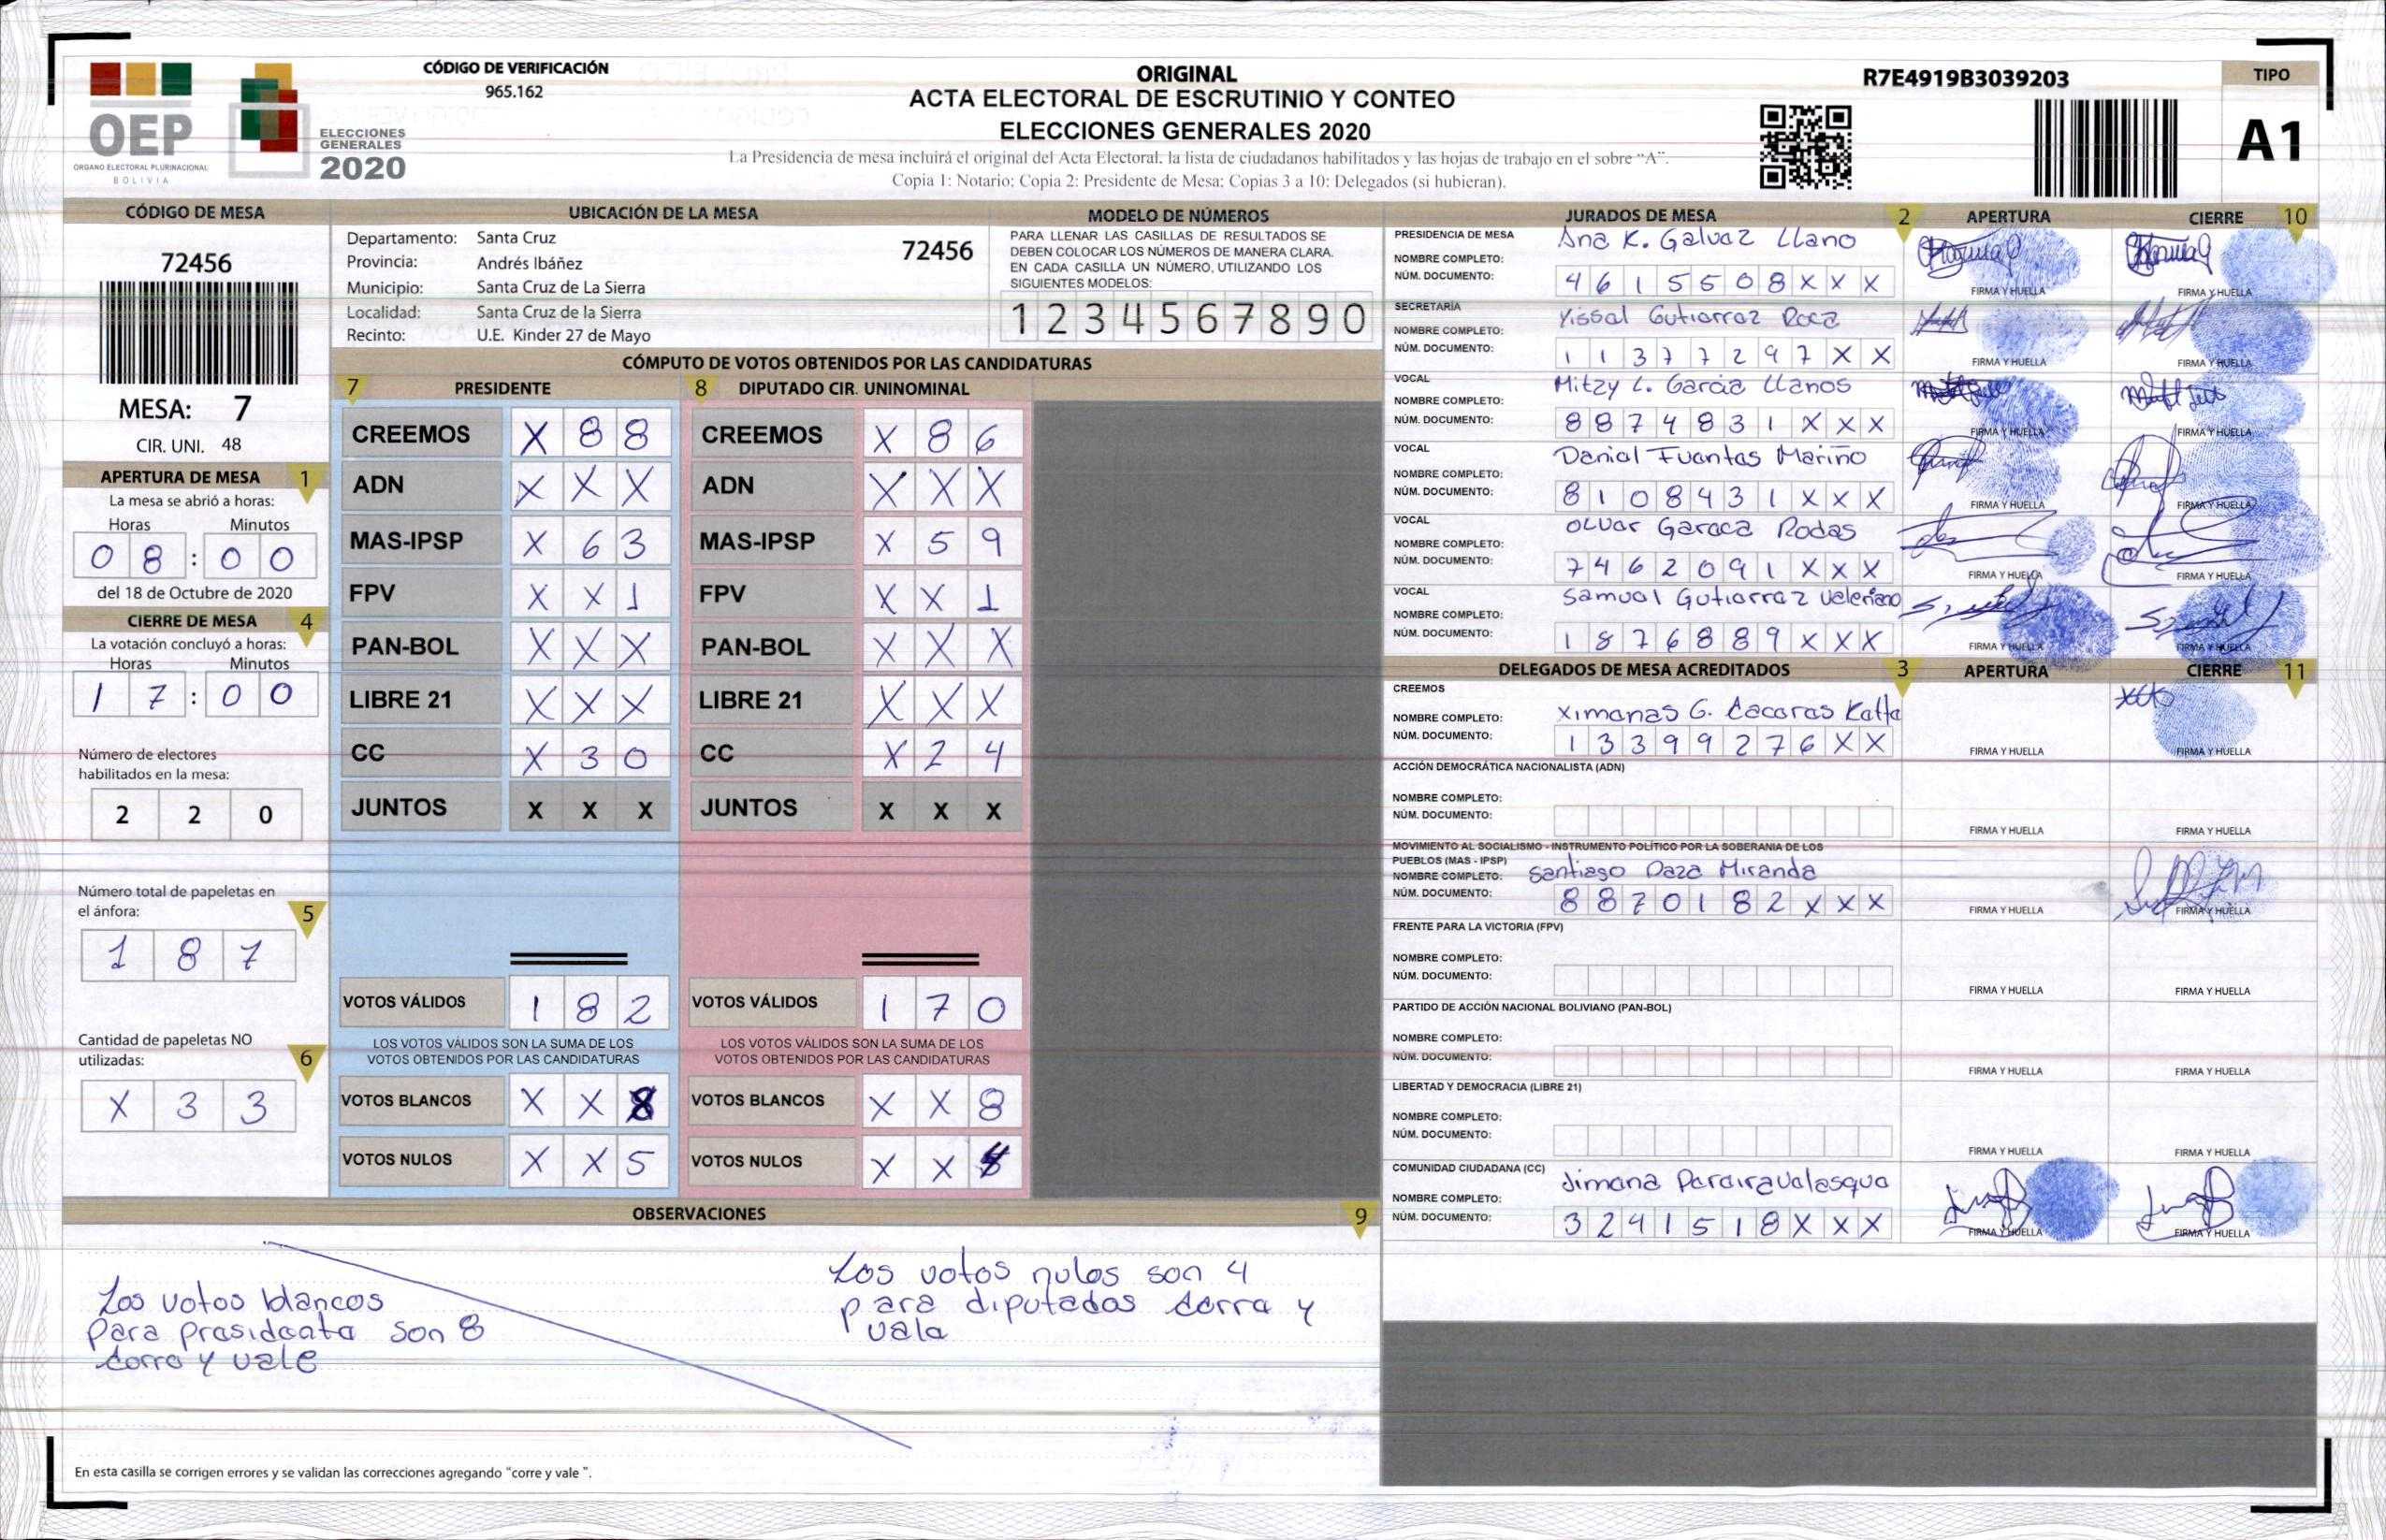 CÓDIGO DE VERIFICACIÓN
965.162
OEP
ORGANO ELECTORAL PLURINACIONAL
BOLIVIA
ELECCIONES
GENERALES
2020
ORIGINAL
ACTA ELECTORAL DE ESCRUTINIO Y CONTEO
ELECCIONES GENERALES 2020
La Presidencia de mesa incluirá el original del Acta Electoral, la lista de ciudadanos habilitados y las hojas de trabajo en el sobre “A”.
Copia 1: Notario; Copia 2: Presidente de Mesa; Copias 3 a 10: Delegados (si hubieran).
R7E4919B3039203
TIPO
A1
CÓDIGO DE MESA
72456
MESA: 7
CIR. UNI. 48
APERTURA DE MESA 1
La mesa se abrió a horas:
Horas Minutos
0 8 : 0 0
del 18 de Octubre de 2020
CIERRE DE MESA 4
La votación concluyó a horas:
Horas Minutos
1 7 : 0 0
Número de electores
habilitados en la mesa:
2 2 0
Número total de papeletas en
el ánfora: 5
1 8 7
Cantidad de papeletas NO
utilizadas: 6
X 3 3
UBICACIÓN DE LA MESA
Departamento: Santa Cruz 72456
Provincia: Andrés Ibáñez
Municipio: Santa Cruz de La Sierra
Localidad: Santa Cruz de la Sierra
Recinto: U.E. Kinder 27 de Mayo
MODELO DE NÚMEROS
PARA LLENAR LAS CASILLAS DE RESULTADOS SE
DEBEN COLOCAR LOS NÚMEROS DE MANERA CLARA.
EN CADA CASILLA UN NÚMERO, UTILIZANDO LOS
SIGUIENTES MODELOS:
1 2 3 4 5 6 7 8 9 0
CÓMPUTO DE VOTOS OBTENIDOS POR LAS CANDIDATURAS
7 PRESIDENTE
CREEMOS X 8 8
ADN X X X
MAS-IPSP X 6 3
FPV X X 1
PAN-BOL X X X
LIBRE 21 X X X
CC X 3 0
JUNTOS X X X
VOTOS VÁLIDOS 1 8 2
LOS VOTOS VÁLIDOS SON LA SUMA DE LOS
VOTOS OBTENIDOS POR LAS CANDIDATURAS
VOTOS BLANCOS X X 8
VOTOS NULOS X X 5
8 DIPUTADO CIR. UNINOMINAL
CREEMOS X 8 6
ADN X X X
MAS-IPSP X 5 9
FPV X X 1
PAN-BOL X X X
LIBRE 21 X X X
CC X 2 4
JUNTOS X X X
VOTOS VÁLIDOS 1 7 0
LOS VOTOS VÁLIDOS SON LA SUMA DE LOS
VOTOS OBTENIDOS POR LAS CANDIDATURAS
VOTOS BLANCOS X X 8
VOTOS NULOS X X 4
OBSERVACIONES 9
Los votos blancos
para presidente son 8
corre y vale
Los votos nulos son 4
para diputados corre y
vale
En esta casilla se corrigen errores y se validan las correcciones agregando “corre y vale ”.
JURADOS DE MESA 2 APERTURA CIERRE 10
PRESIDENCIA DE MESA
NOMBRE COMPLETO: Ana K. Galvez Llano
NÚM. DOCUMENTO: 4 6 1 5 5 0 8 X X X
FIRMA Y HUELLA FIRMA Y HUELLA
SECRETARIA
NOMBRE COMPLETO: Yissel Gutierrez Roca
NÚM. DOCUMENTO: 1 1 3 7 7 2 9 7 X X
FIRMA Y HUELLA FIRMA Y HUELLA
VOCAL
NOMBRE COMPLETO: Mitzy L. Garcia Llanos
NÚM. DOCUMENTO: 8 8 7 4 8 3 1 X X X
FIRMA Y HUELLA FIRMA Y HUELLA
VOCAL
NOMBRE COMPLETO: Daniel Fuentes Mariño
NÚM. DOCUMENTO: 8 1 0 8 4 3 1 X X X
FIRMA Y HUELLA FIRMA Y HUELLA
VOCAL
NOMBRE COMPLETO: Olver Rodas
NÚM. DOCUMENTO: 7 4 6 2 0 9 1 X X X
FIRMA Y HUELLA FIRMA Y HUELLA
VOCAL
NOMBRE COMPLETO: Samuel Gutierrez Valeriano
NÚM. DOCUMENTO: 1 8 7 6 8 8 9 X X X
FIRMA Y HUELLA FIRMA Y HUELLA
DELEGADOS DE MESA ACREDITADOS 3 APERTURA CIERRE 11
CREEMOS
NOMBRE COMPLETO: Ximenas G.
NÚM. DOCUMENTO: 1 3 3 9 9 2 7 6 X X
FIRMA Y HUELLA FIRMA Y HUELLA
ACCIÓN DEMOCRÁTICA NACIONALISTA (ADN)
NOMBRE COMPLETO:
NÚM. DOCUMENTO:
FIRMA Y HUELLA FIRMA Y HUELLA
MOVIMIENTO AL SOCIALISMO - INSTRUMENTO POLÍTICO POR LA SOBERANIA DE LOS
PUEBLOS (MAS - IPSP)
NOMBRE COMPLETO: Santiago Daza Miranda
NÚM. DOCUMENTO: 8 8 7 0 1 8 2 X X X
FIRMA Y HUELLA FIRMA Y HUELLA
FRENTE PARA LA VICTORIA (FPV)
NOMBRE COMPLETO:
NÚM. DOCUMENTO:
FIRMA Y HUELLA FIRMA Y HUELLA
PARTIDO DE ACCIÓN NACIONAL BOLIVIANO (PAN-BOL)
NOMBRE COMPLETO:
NÚM. DOCUMENTO:
FIRMA Y HUELLA FIRMA Y HUELLA
LIBERTAD Y DEMOCRACIA (LIBRE 21)
NOMBRE COMPLETO:
NÚM. DOCUMENTO:
FIRMA Y HUELLA FIRMA Y HUELLA
COMUNIDAD CIUDADANA (CC)
NOMBRE COMPLETO: Jimena
NÚM. DOCUMENTO: 3 2 4 1 5 1 8 X X X
FIRMA Y HUELLA FIRMA Y HUELLA